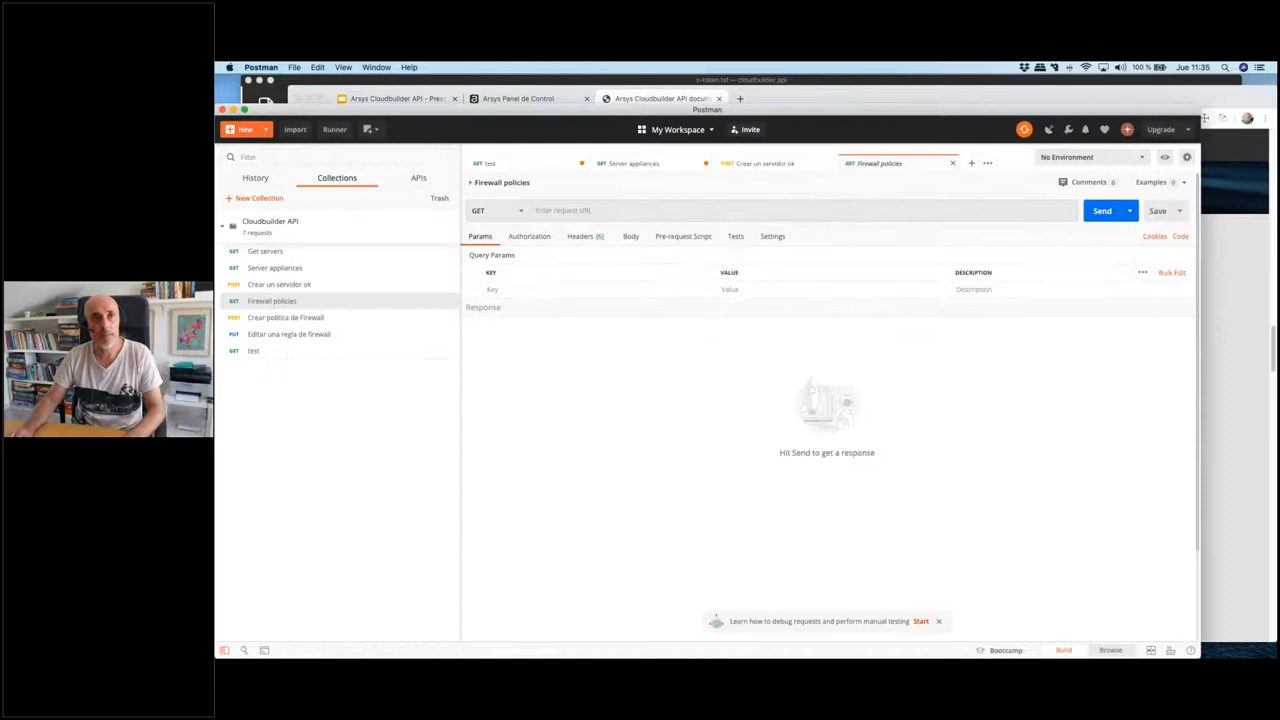 Postman File Edit View Window Help
100 % Jue 11:35
x-token.txt — cloudbuilder_api
Arsys Cloudbuilder API - Pres
Arsys Panel de Control
Arsys Cloudbuilder API docum
Postman
New Import Runner
My Workspace
Invite
Upgrade
Filter
History Collections APIs
New Collection
Trash
Cloudbuilder API
7 requests
GET Get servers
GET Server appliances
POST Crear un servidor ok
GET Firewall policies
POST Crear política de Firewall
PUT Editar una regla de firewall
GET test
GET test
GET Server appliances
POST Crear un servidor ok
GET Firewall policies
No Environment
Firewall policies
Comments 0
Examples 0
GET
Enter request URL
Send
Save
Params Authorization Headers (6) Body Pre-request Script Tests Settings
Cookies Code
Query Params
KEY VALUE DESCRIPTION
Bulk Edit
Key Value Description
Response
Hit Send to get a response
Learn how to debug requests and perform manual testing Start
Bootcamp Build Browse